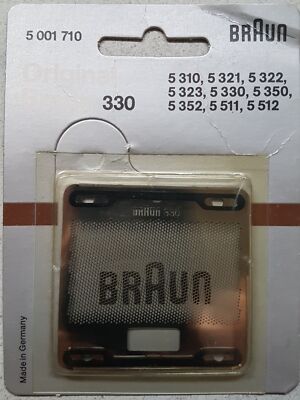 5 001 710
BRAUN
Original
330
5 310, 5 321, 5 322,
5 323, 5 330, 5 350,
5 352, 5 511, 5 512
BRAUN 330
BRAUN
Made in Germany